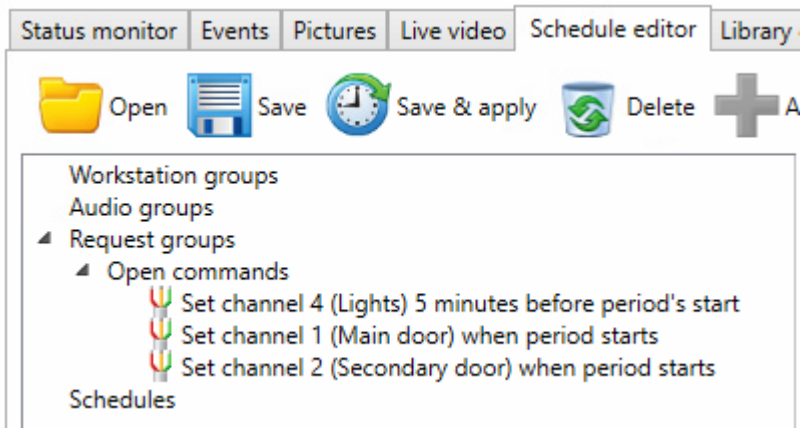 Status monitor Events Pictures Live video Schedule editor Library
Open Save Save & apply Delete A
Workstation groups
Audio groups
Request groups
Open commands
Set channel 4 (Lights) 5 minutes before period's start
Set channel 1 (Main door) when period starts
Set channel 2 (Secondary door) when period starts
Schedules